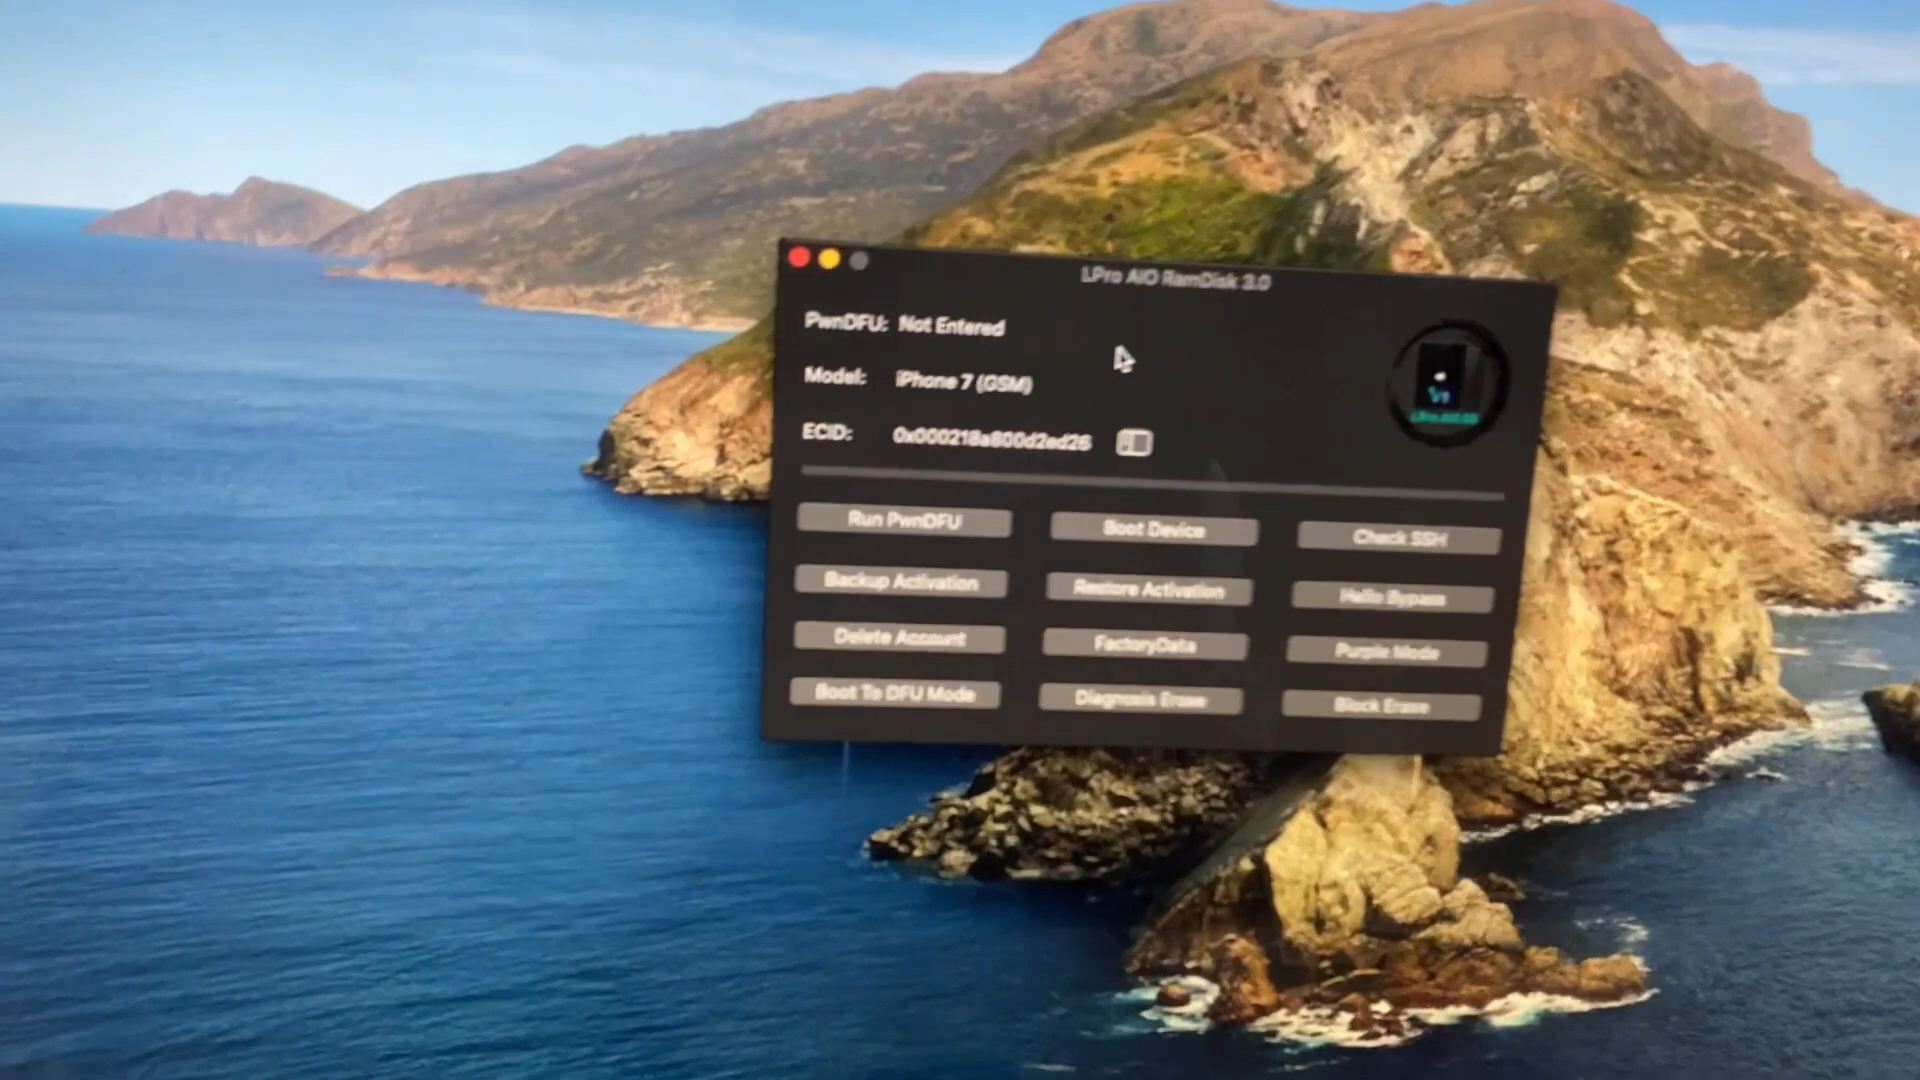 LPro AIO RamDisk 3.0
PwnDFU: Not Entered
Model: iPhone 7 (GSM)
ECID: 0x000218a800d2ed26
Run PwnDFU Boot Device Check SSH
Backup Activation Restore Activation Hello Bypass
Delete Account FactoryData Purple Mode
Boot To DFU Mode Diagnosis Erase Block Erase